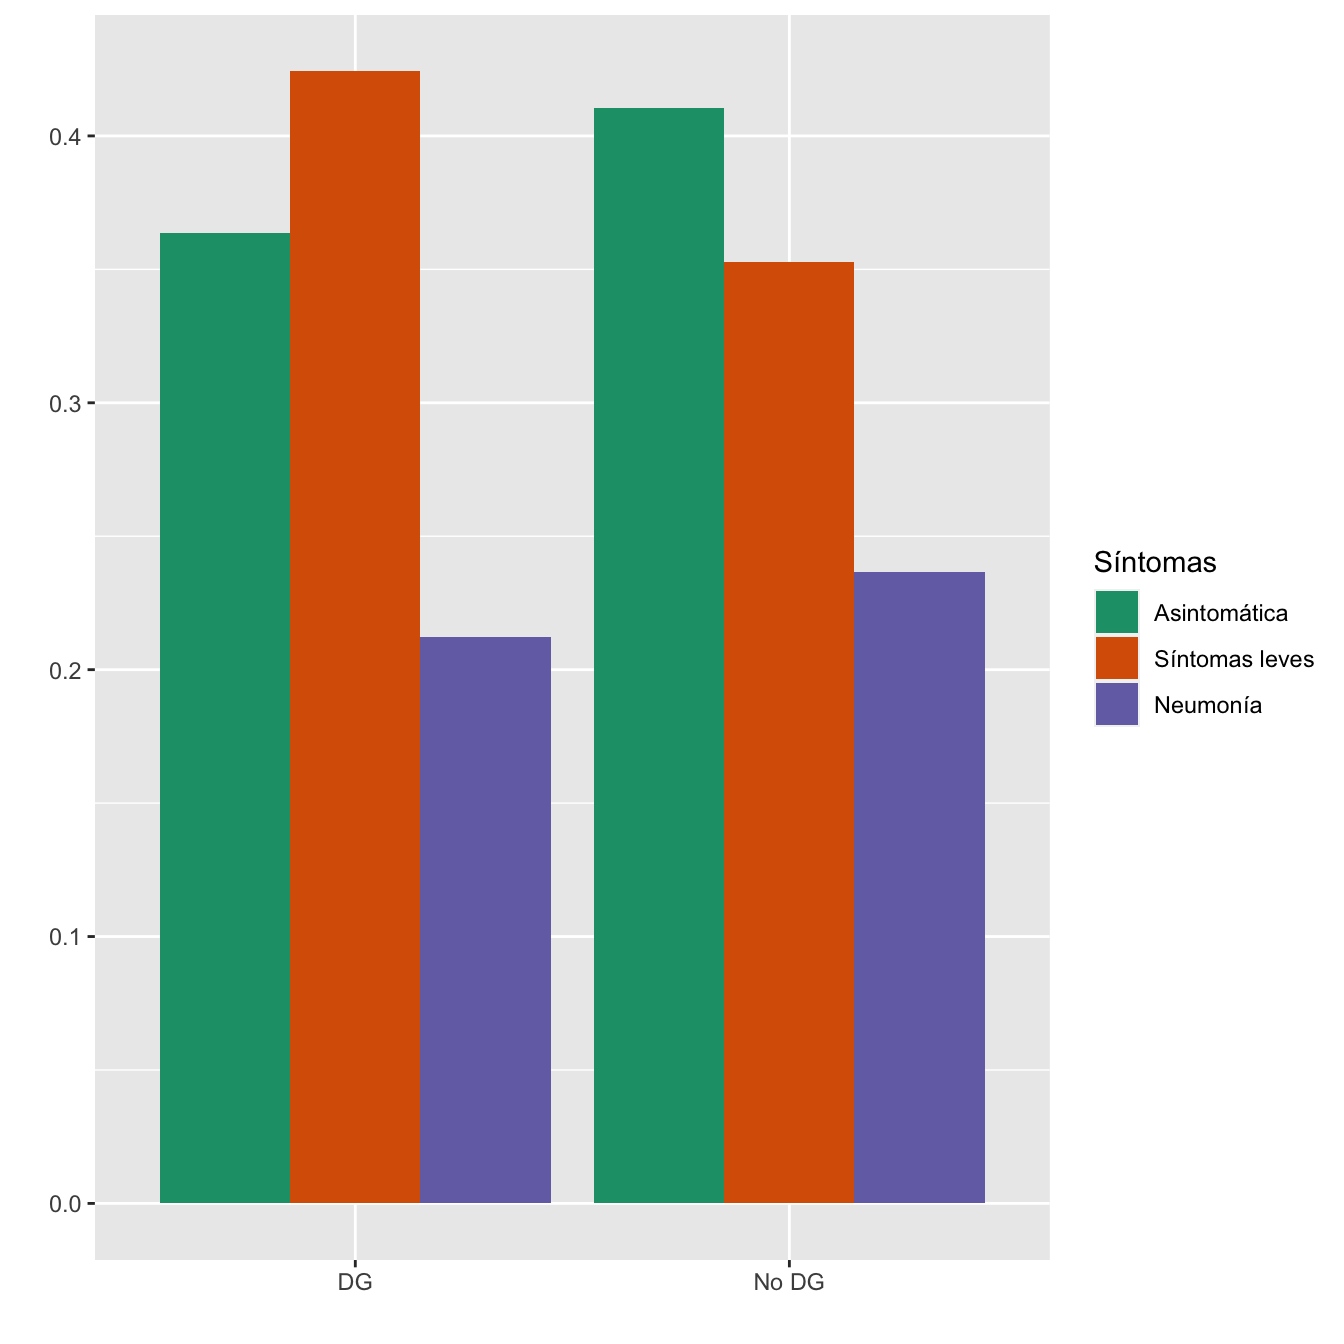 0.4
0.3
0.2
0.1
0.0
DG
No DG
Síntomas
Asintomática
Síntomas leves
Neumonía